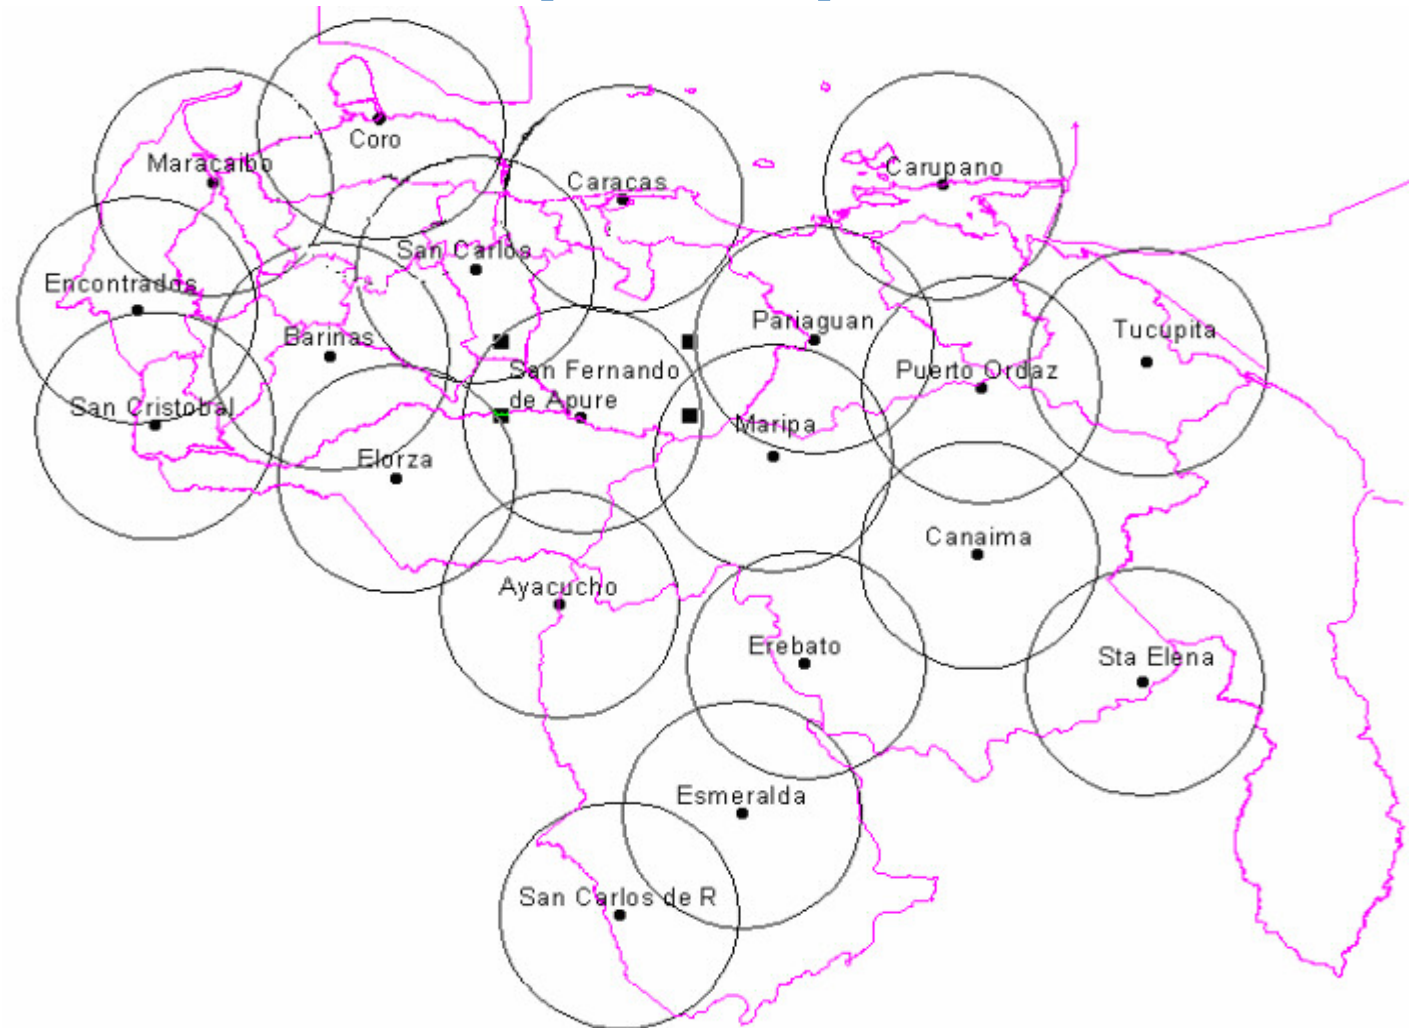 Coro
Maracaibo
Carupano
Caracas
San Carlos
Encontrados
Pariaguan
Tucupita
Barinas
San Fernando
de Apure
Puerto Ordaz
San Cristobal
Maripa
Elorza
Canaima
Ayacucho
Erebato
Sta Elena
Esmeralda
San Carlos de R